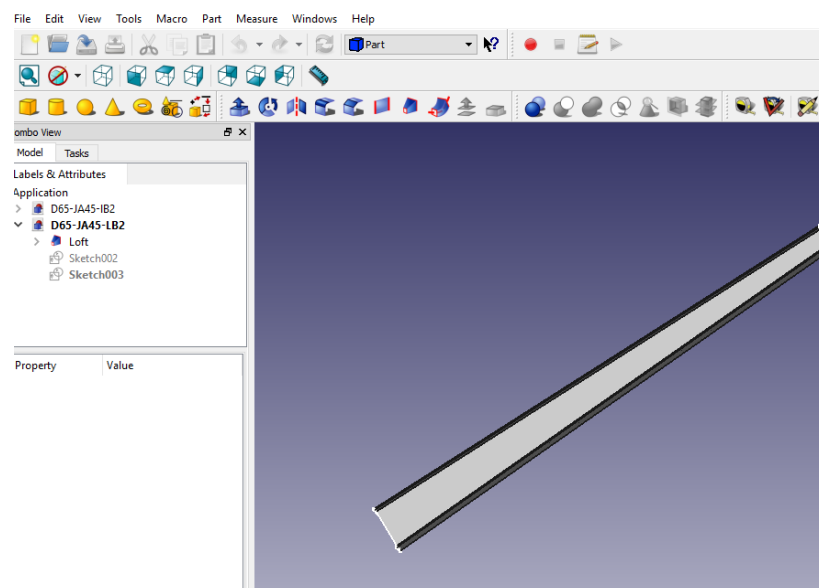 File Edit View Tools Macro Part Measure Windows Help
Part
ombo View
Model Tasks
Labels & Attributes
Application
D65-JA45-IB2
D65-JA45-LB2
Loft
Sketch002
Sketch003
Property Value